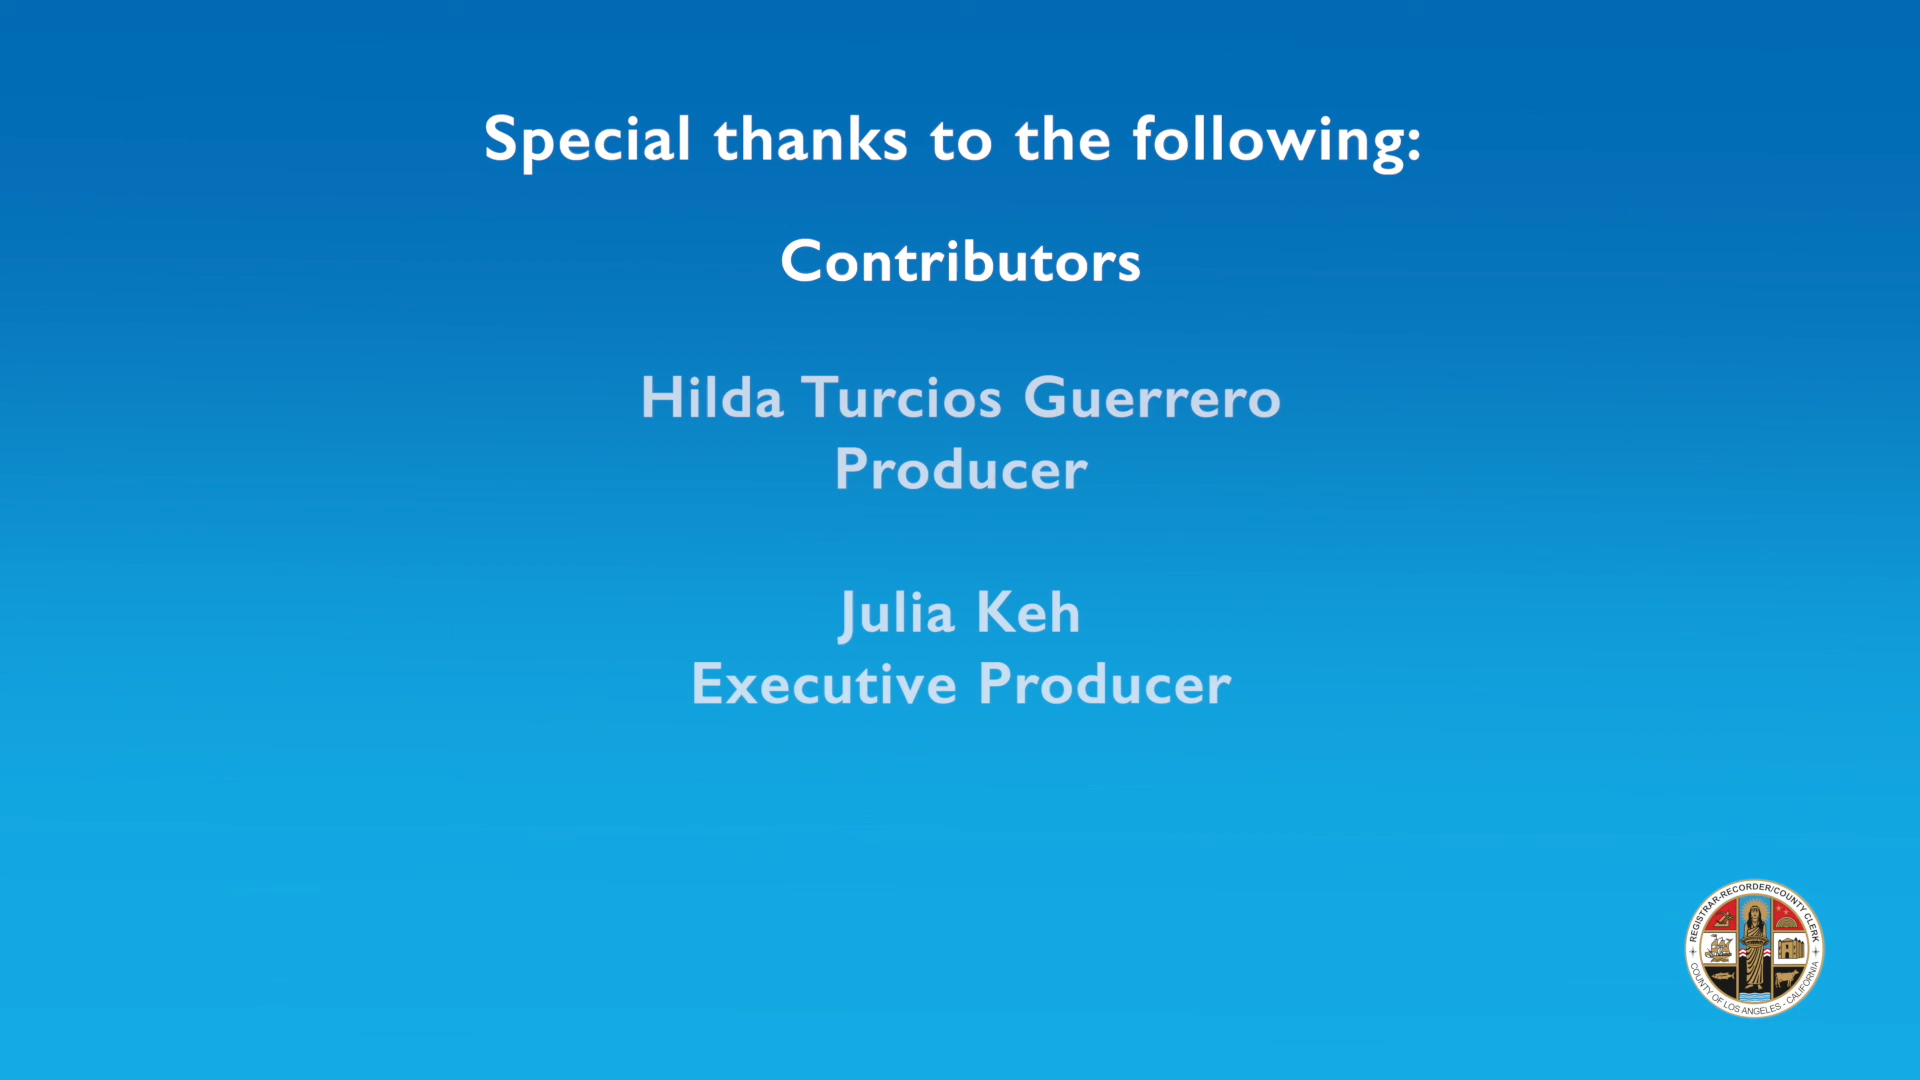 Special thanks to the following:
Contributors
Hilda Turcios Guerrero
Producer
Julia Keh
Executive Producer
REGISTRAR-RECORDER/COUNTY CLERK
COUNTY OF LOS ANGELES - CALIFORNIA